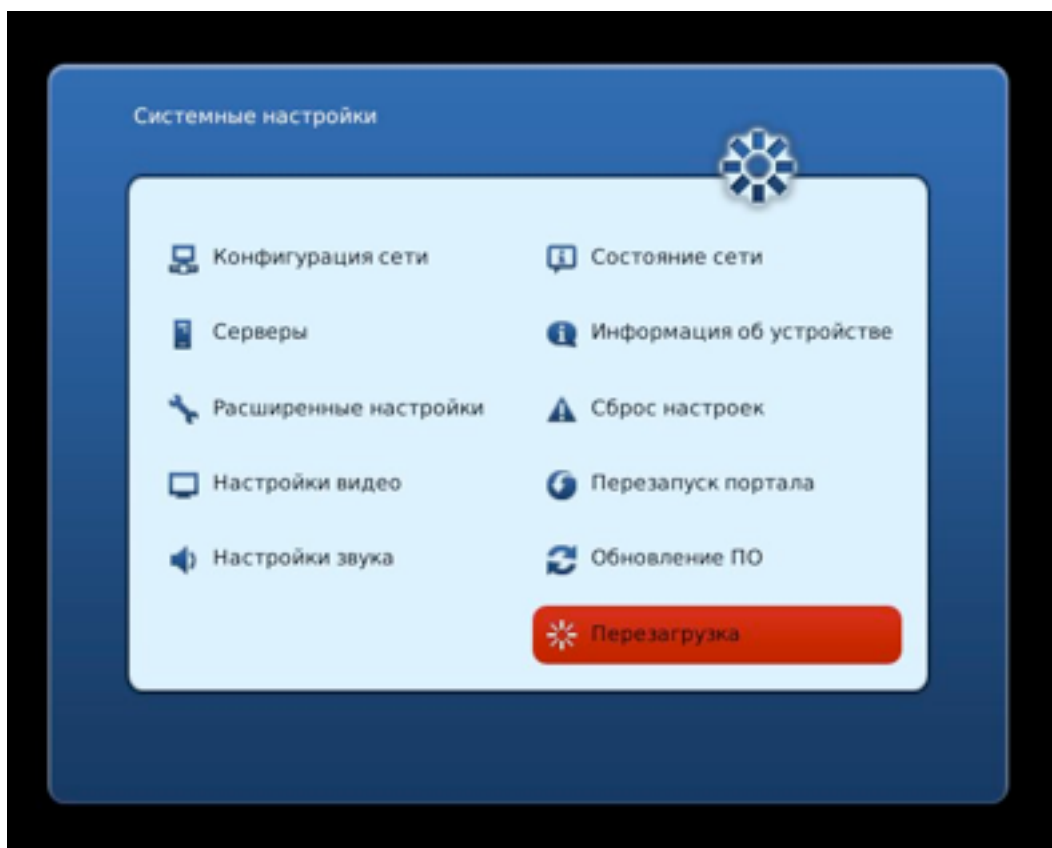 Системные настройки
Конфигурация сети
Серверы
Расширенные настройки
Настройки видео
Настройки звука
Состояние сети
Информация об устройстве
Сброс настроек
Перезапуск портала
Обновление ПО
Перезагрузка